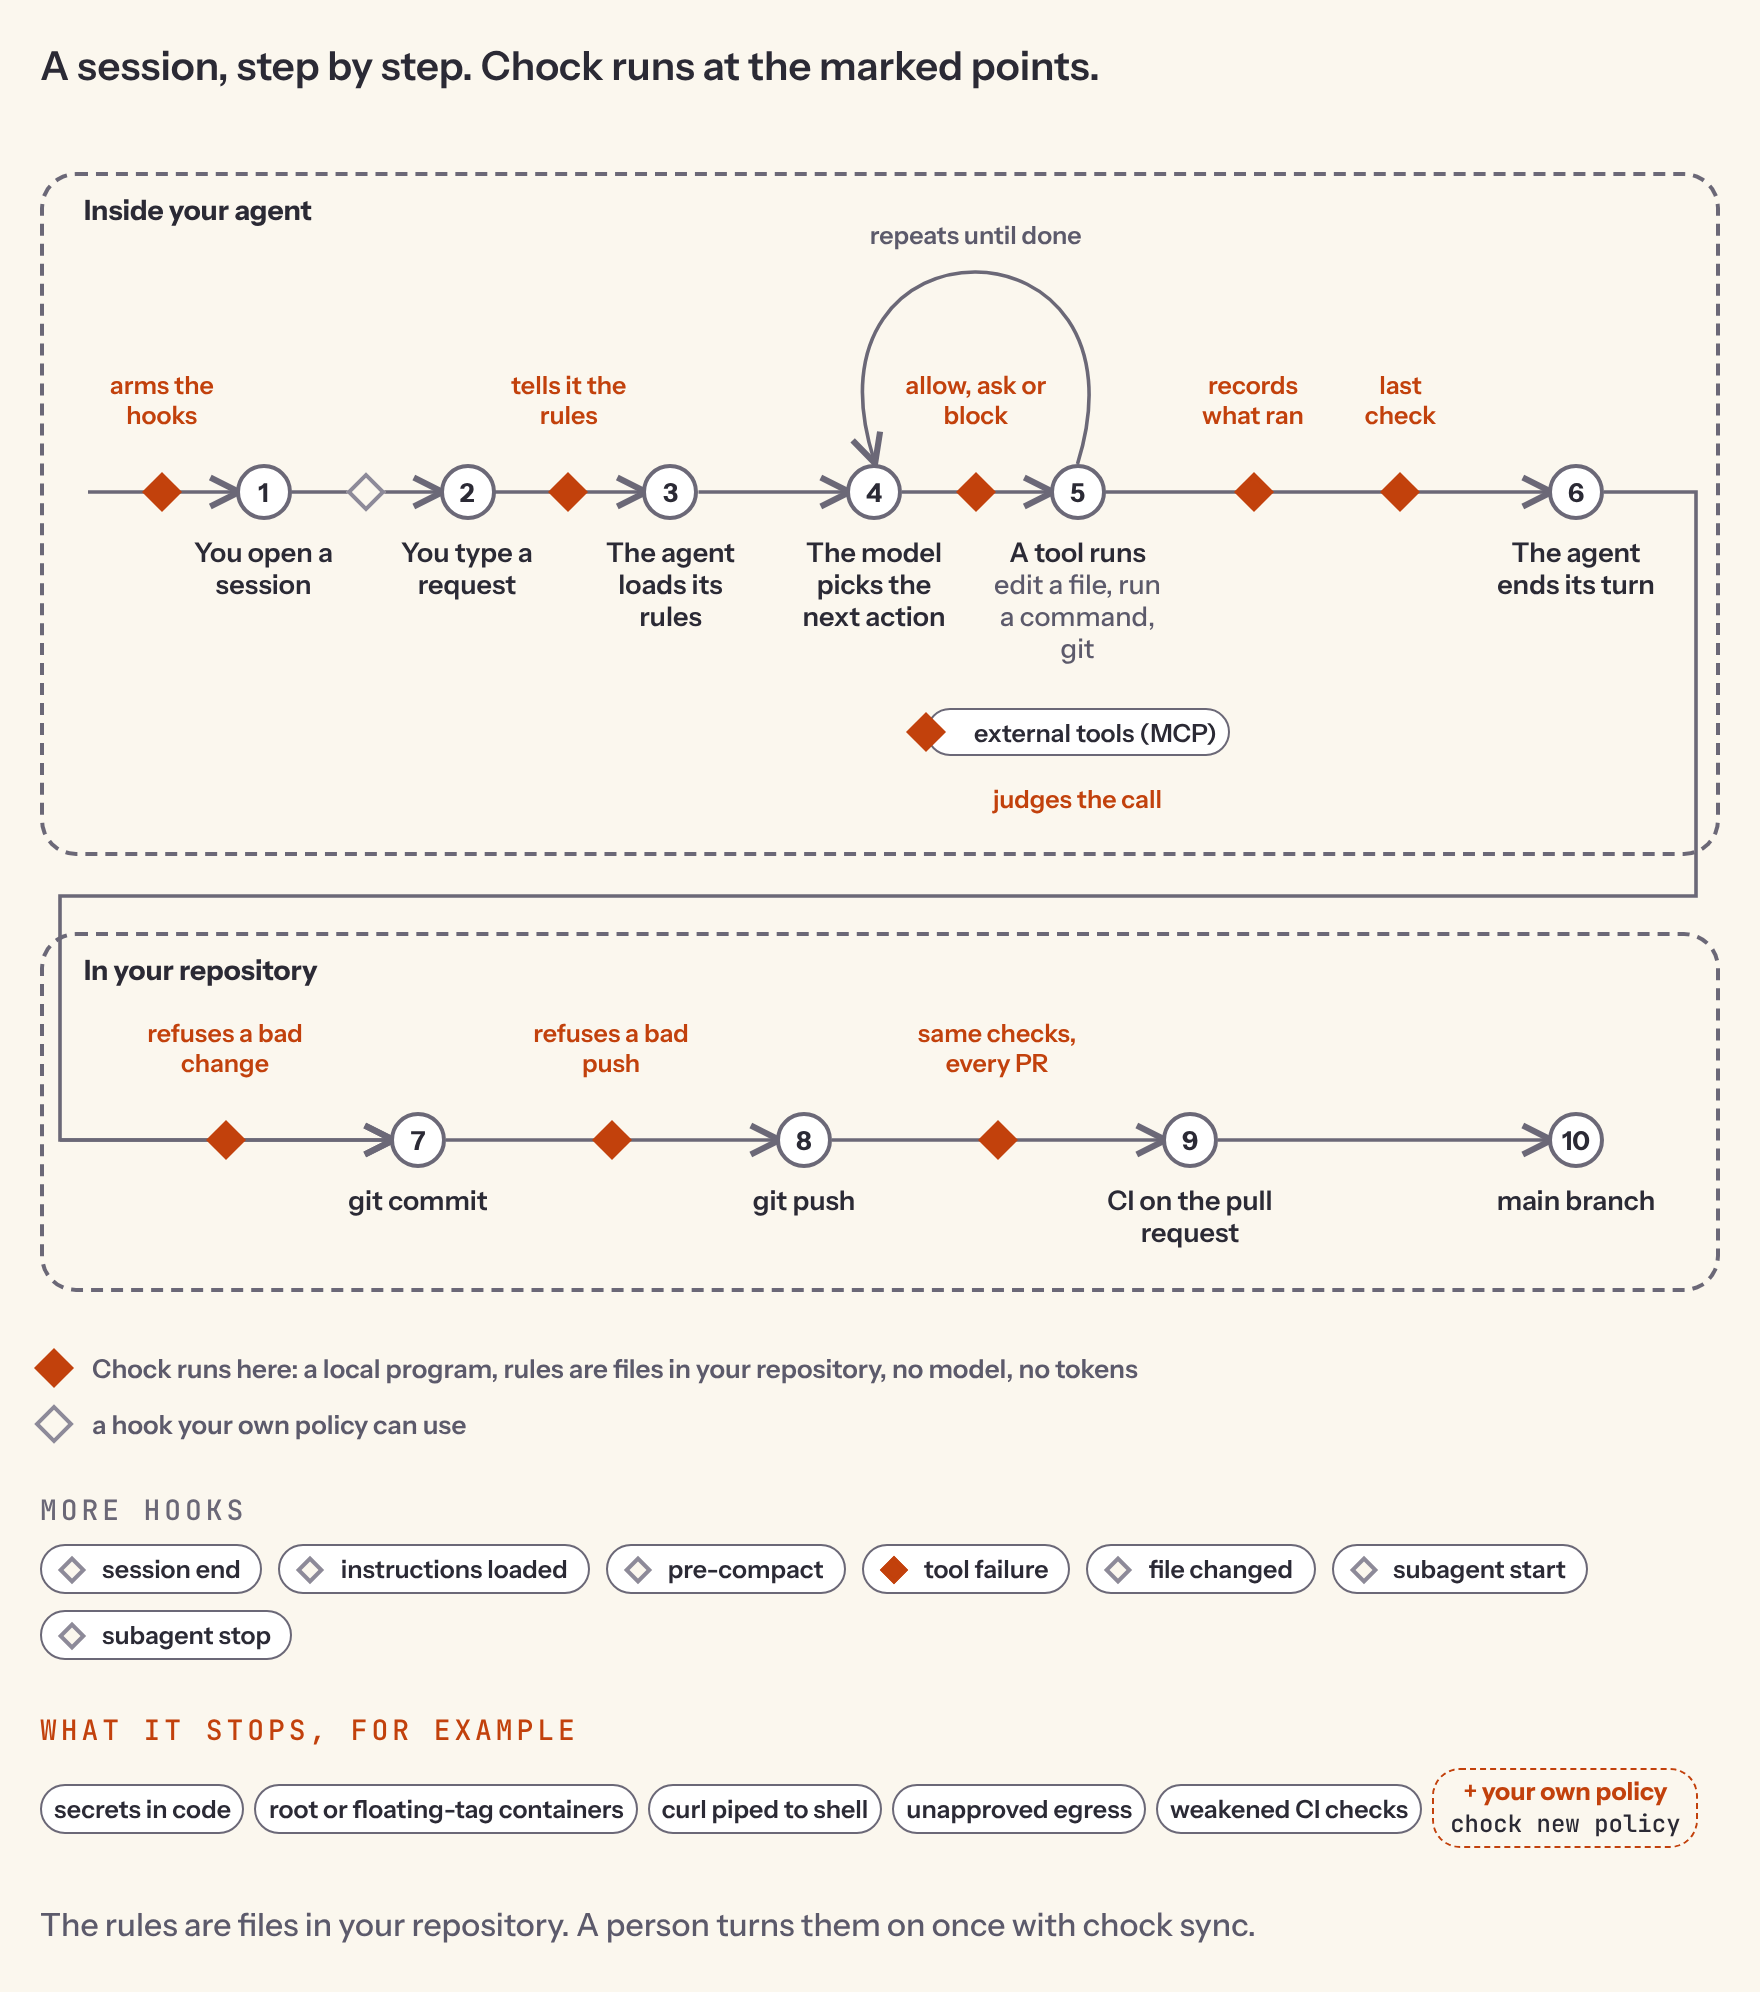 A session, step by step. Chock runs at the marked points.
Inside your agent
repeats until done
arms the
hooks
tells it the
rules
allow, ask or
block
records
what ran
last
check
1
2
3
4
5
6
You open a
session
You type a
request
The agent
loads its
rules
The model
picks the
next action
A tool runs
edit a file, run
a command,
git
The agent
ends its turn
external tools (MCP)
judges the call
In your repository
refuses a bad
change
refuses a bad
push
same checks,
every PR
7
8
9
10
git commit
git push
CI on the pull
request
main branch
Chock runs here: a local program, rules are files in your repository, no model, no tokens
a hook your own policy can use
MORE HOOKS
session end
instructions loaded
pre-compact
tool failure
file changed
subagent start
subagent stop
WHAT IT STOPS, FOR EXAMPLE
secrets in code
root or floating-tag containers
curl piped to shell
unapproved egress
weakened CI checks
+ your own policy
chock new policy
The rules are files in your repository. A person turns them on once with chock sync.